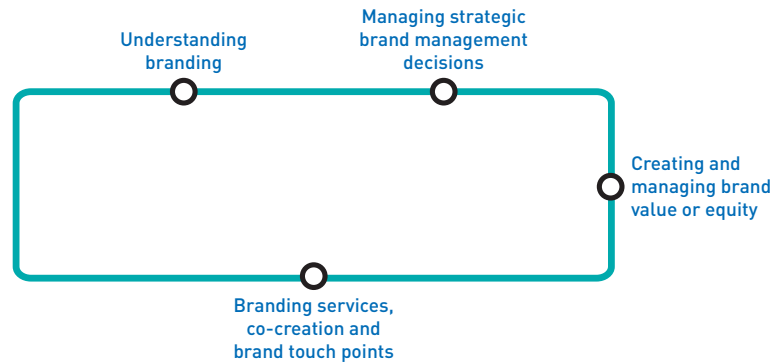 Understanding
branding
Managing strategic
brand management
decisions
Creating and
managing brand
value or equity
Branding services,
co-creation and
brand touch points